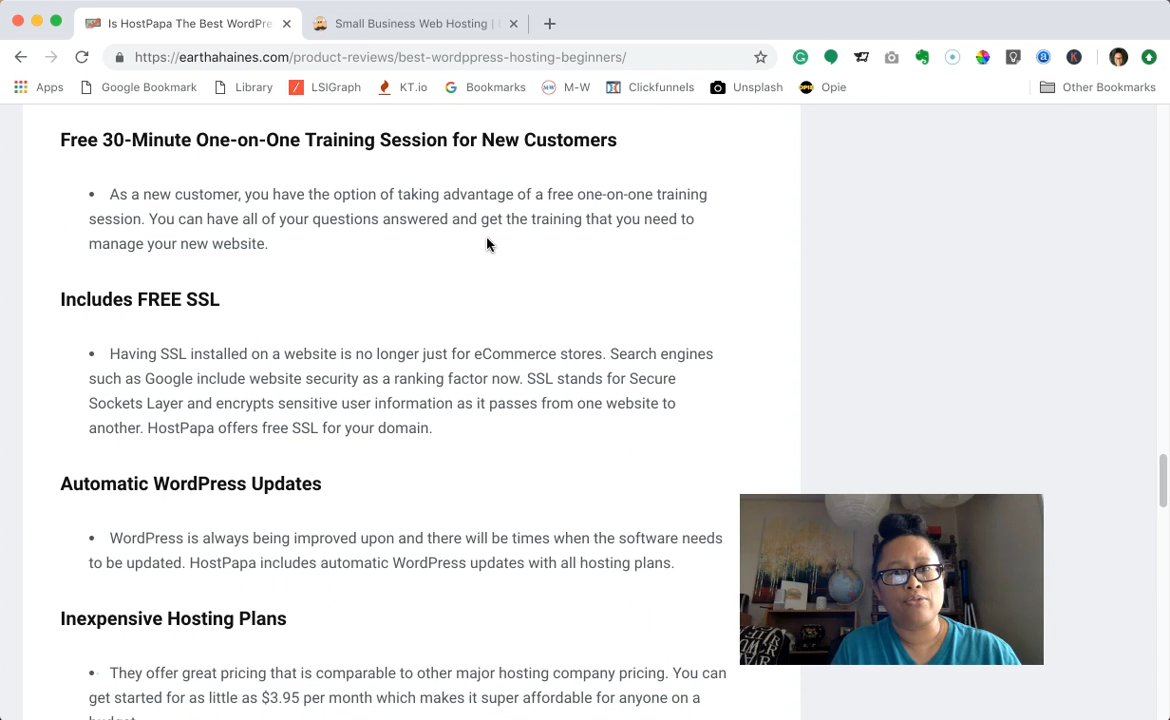 Is HostPapa The Best WordPre
Small Business Web Hosting |
https://earthahaines.com/product-reviews/best-wordppress-hosting-beginners/
Apps Google Bookmark Library LSIGraph KT.io Bookmarks M-W Clickfunnels Unsplash Opie Other Bookmarks
Free 30-Minute One-on-One Training Session for New Customers
• As a new customer, you have the option of taking advantage of a free one-on-one training
session. You can have all of your questions answered and get the training that you need to
manage your new website.
Includes FREE SSL
• Having SSL installed on a website is no longer just for eCommerce stores. Search engines
such as Google include website security as a ranking factor now. SSL stands for Secure
Sockets Layer and encrypts sensitive user information as it passes from one website to
another. HostPapa offers free SSL for your domain.
Automatic WordPress Updates
• WordPress is always being improved upon and there will be times when the software needs
to be updated. HostPapa includes automatic WordPress updates with all hosting plans.
Inexpensive Hosting Plans
• They offer great pricing that is comparable to other major hosting company pricing. You can
get started for as little as $3.95 per month which makes it super affordable for anyone on a